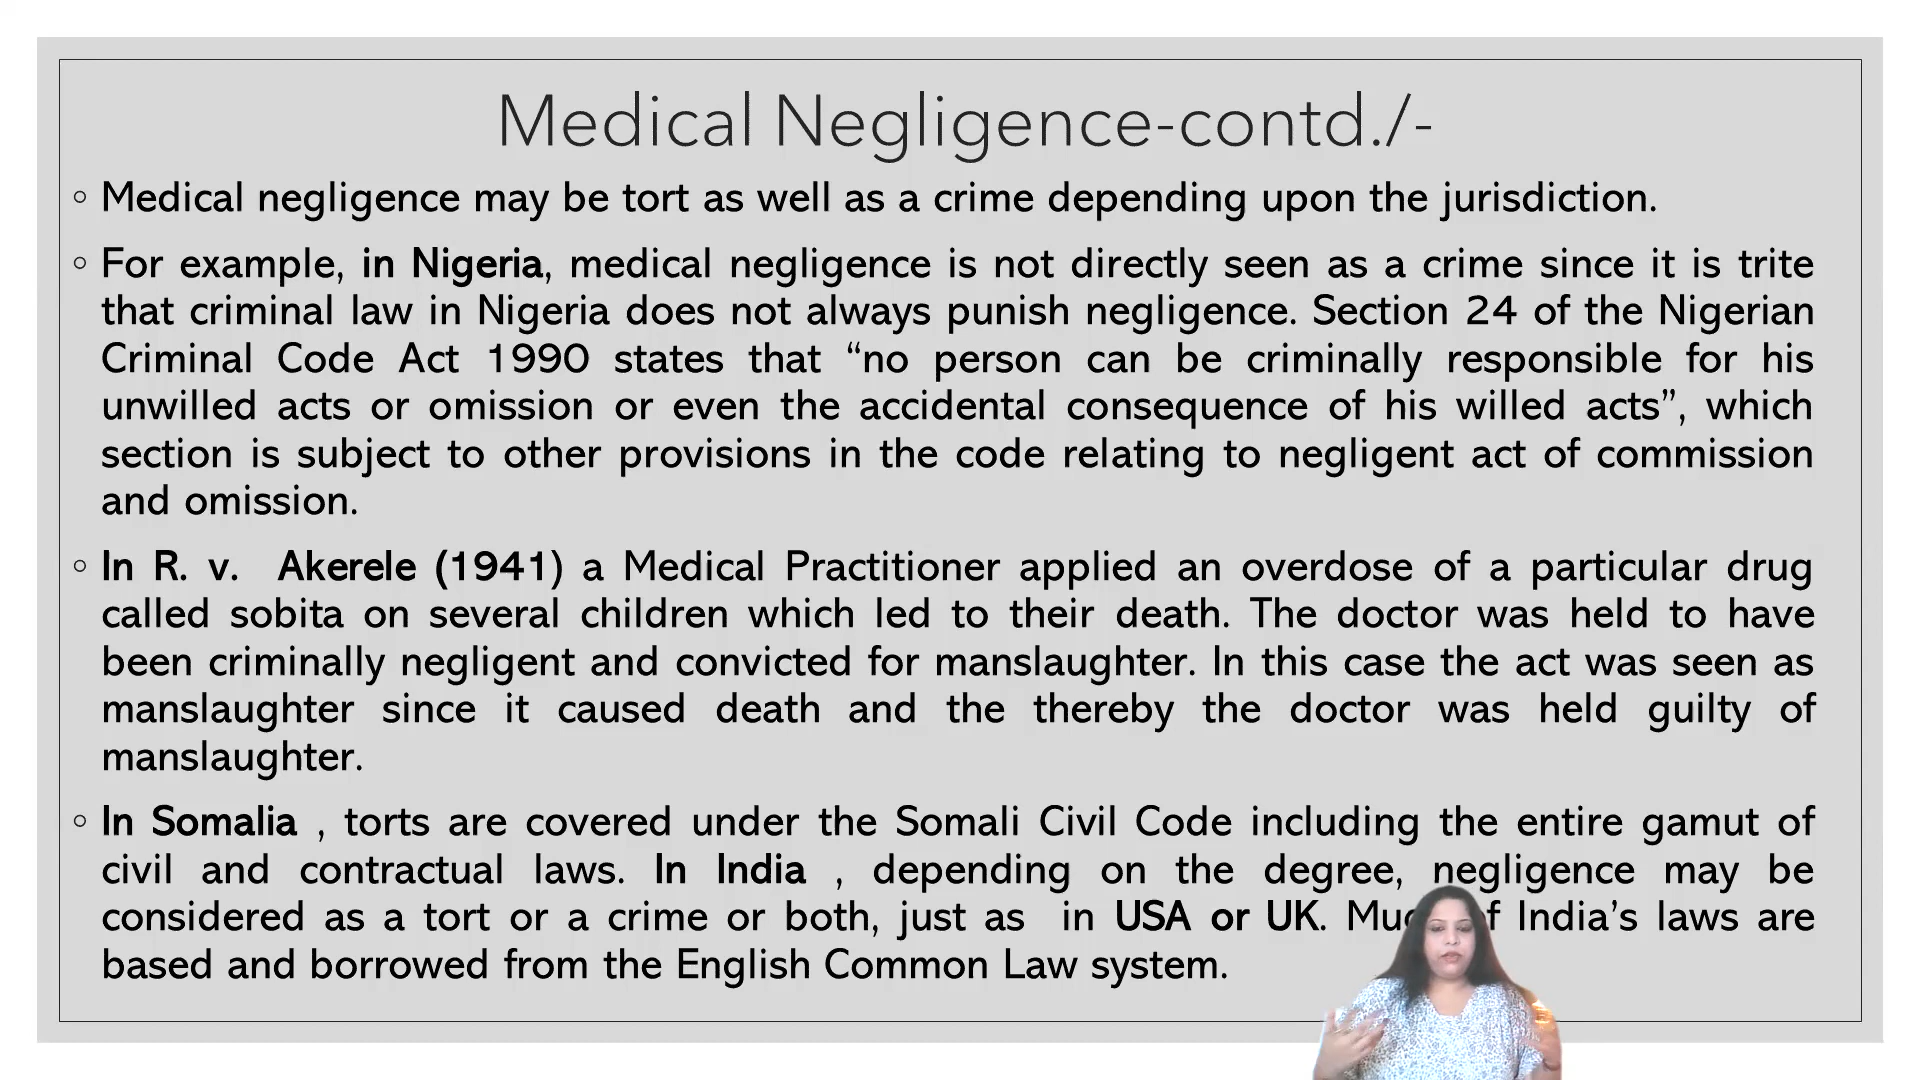 Medical Negligence-contd./-
◦ Medical negligence may be tort as well as a crime depending upon the jurisdiction.
◦ For example, in Nigeria, medical negligence is not directly seen as a crime since it is trite
that criminal law in Nigeria does not always punish negligence. Section 24 of the Nigerian
Criminal Code Act 1990 states that “no person can be criminally responsible for his
unwilled acts or omission or even the accidental consequence of his willed acts”, which
section is subject to other provisions in the code relating to negligent act of commission
and omission.
◦ In R. v. Akerele (1941) a Medical Practitioner applied an overdose of a particular drug
called sobita on several children which led to their death. The doctor was held to have
been criminally negligent and convicted for manslaughter. In this case the act was seen as
manslaughter since it caused death and the thereby the doctor was held guilty of
manslaughter.
◦ In Somalia , torts are covered under the Somali Civil Code including the entire gamut of
civil and contractual laws. In India , depending on the degree, negligence may be
considered as a tort or a crime or both, just as in USA or UK. India’s laws are
based and borrowed from the English Common Law system.